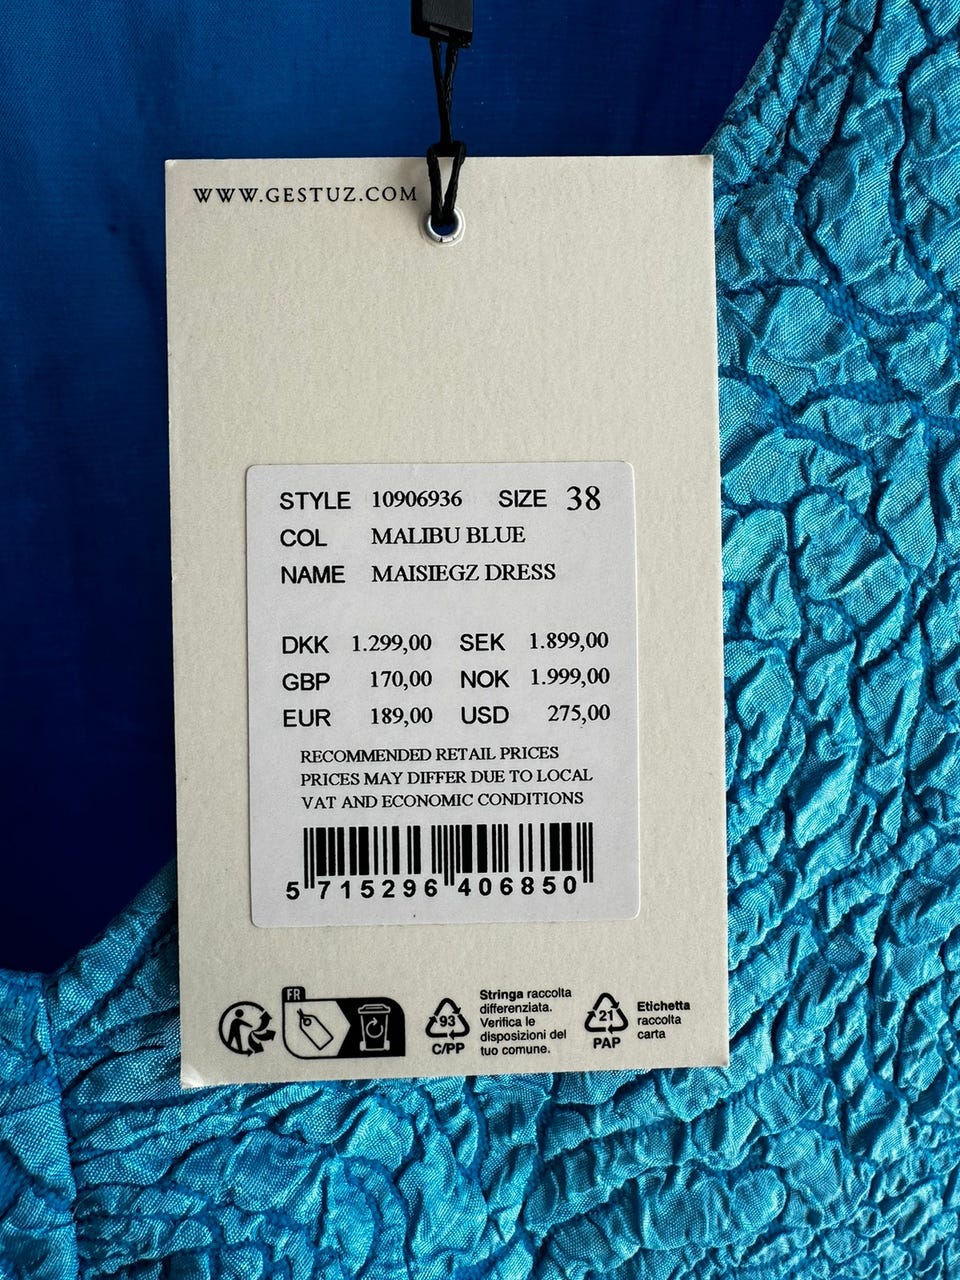 WWW.GESTUZ.COM
STYLE 10906936 SIZE 38
COL MALIBU BLUE
NAME MAISIEGZ DRESS
DKK 1.299,00 SEK 1.899,00
GBP 170,00 NOK 1.999,00
EUR 189,00 USD 275,00
RECOMMENDED RETAIL PRICES
PRICES MAY DIFFER DUE TO LOCAL
VAT AND ECONOMIC CONDITIONS
5 715296 406850
FR
93
C/PP
Stringa raccolta
differenziata.
Verifica le
disposizioni del
tuo comune.
21
PAP
Etichetta
raccolta
carta